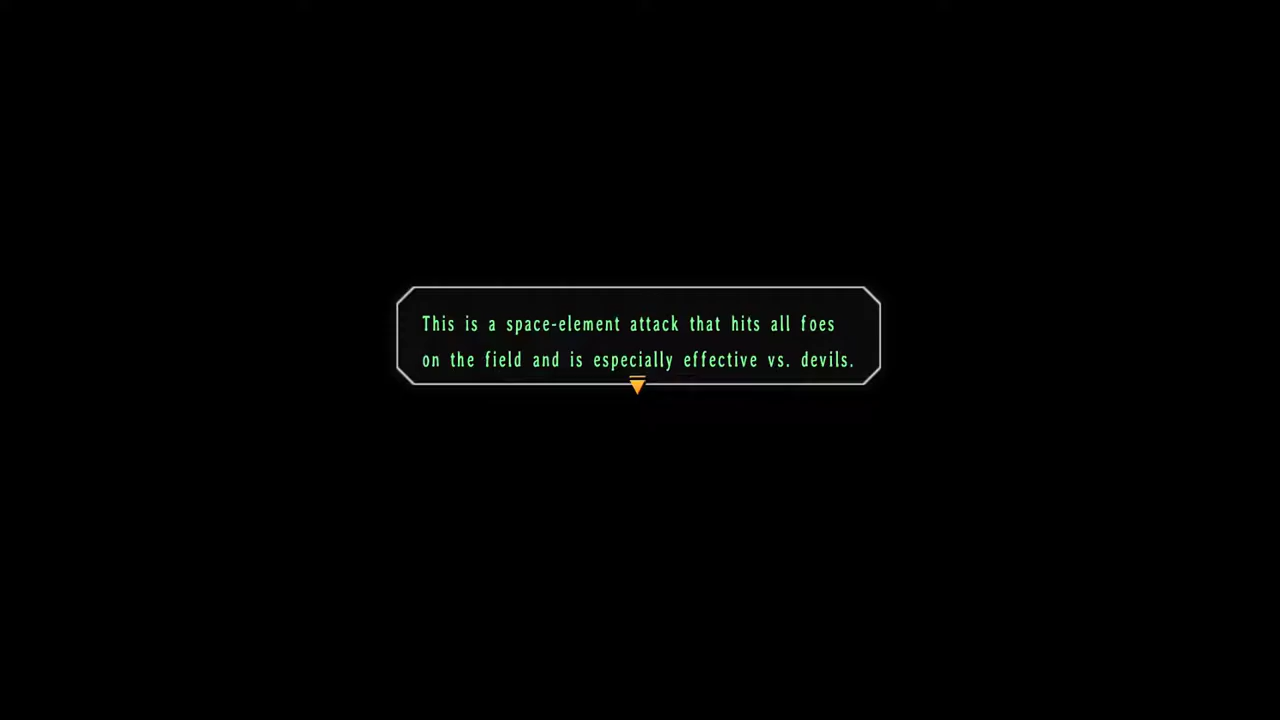 This is a space-element attack that hits all foes
on the field and is especially effective vs. devils.